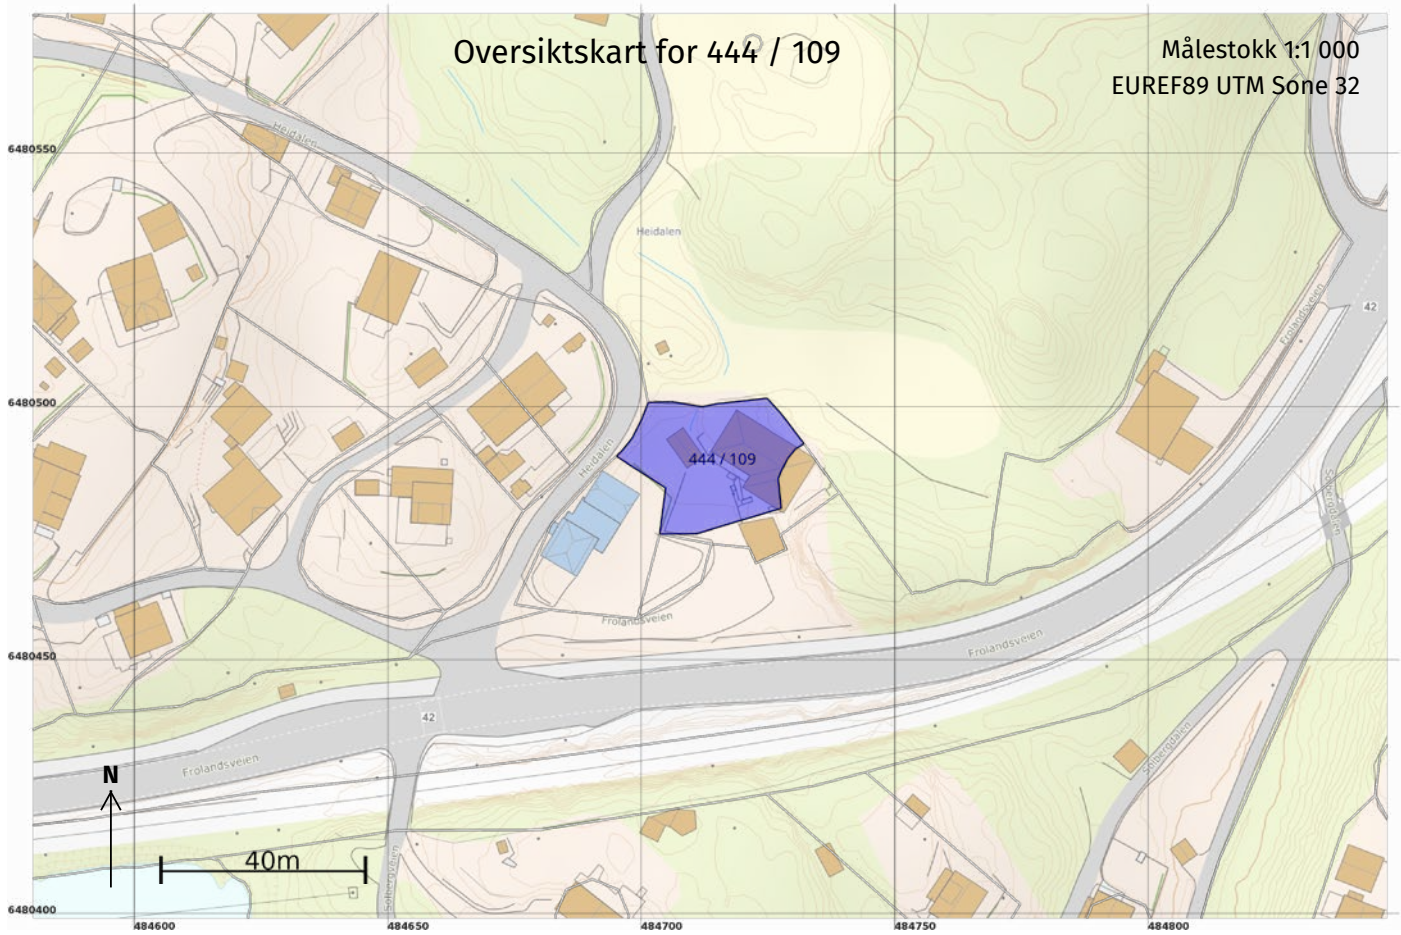 Oversiktskart for 444 / 109
Målestokk 1:1 000
EUREF89 UTM Sone 32
Heidalen
6480550
Heidalen
Frolandsveien
42
6480500
Heidalen
444 / 109
Solbergdalen
Frolandsveien
Frolandsveien
6480450
42
Solbergdalen
Frolandsveien
N
40m
Solbergveien
6480400
484600
484650
484700
484750
484800